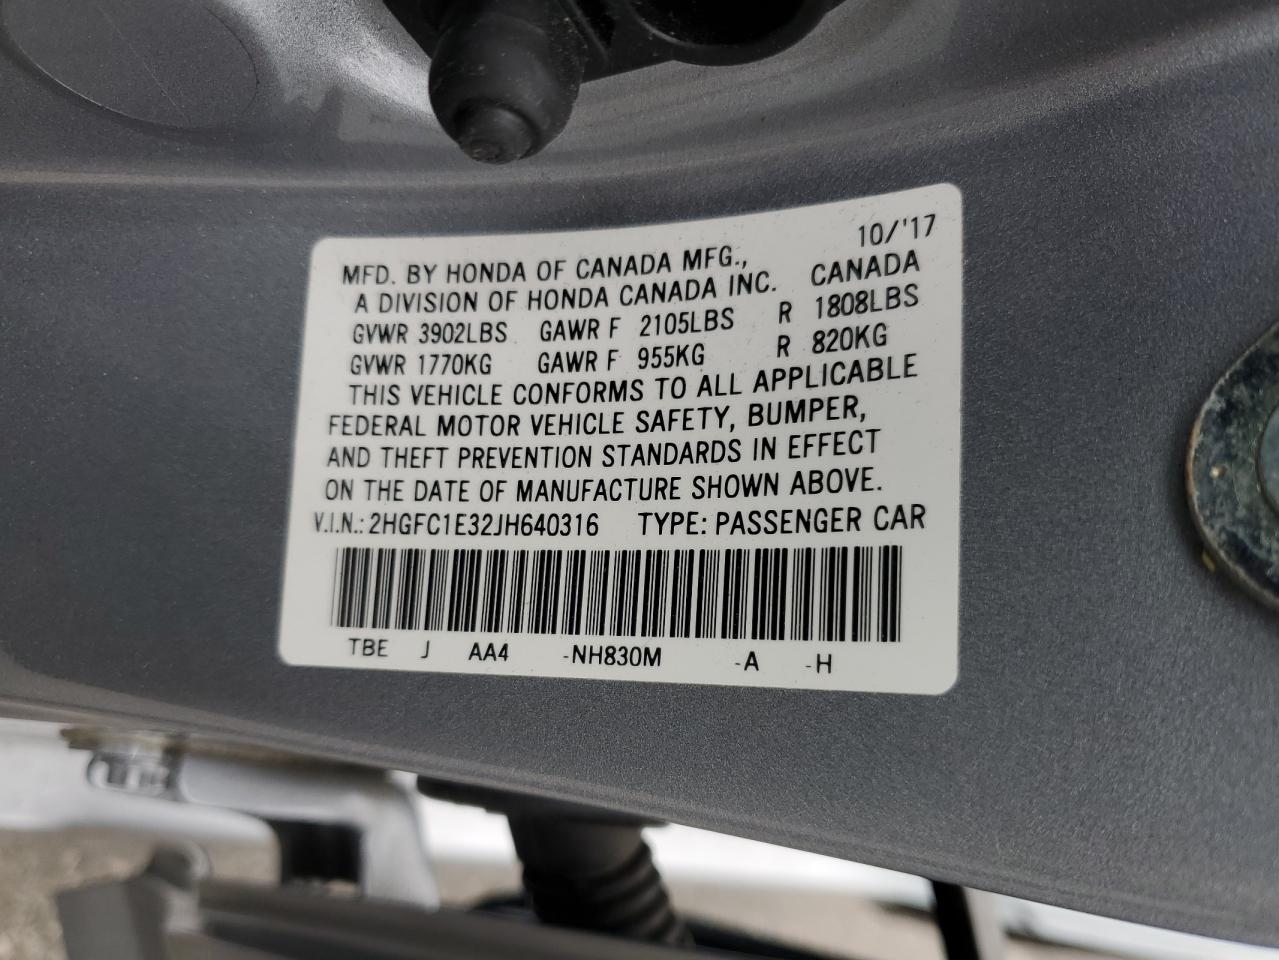 10/'17
MFD. BY HONDA OF CANADA MFG.,
A DIVISION OF HONDA CANADA INC. CANADA
GVWR 3902LBS GAWR F 2105LBS R 1808LBS
GVWR 1770KG GAWR F 955KG R 820KG
THIS VEHICLE CONFORMS TO ALL APPLICABLE
FEDERAL MOTOR VEHICLE SAFETY, BUMPER,
AND THEFT PREVENTION STANDARDS IN EFFECT
ON THE DATE OF MANUFACTURE SHOWN ABOVE.
V.I.N.: 2HGFC1E32JH640316 TYPE: PASSENGER CAR
TBE J AA4 -NH830M -A -H